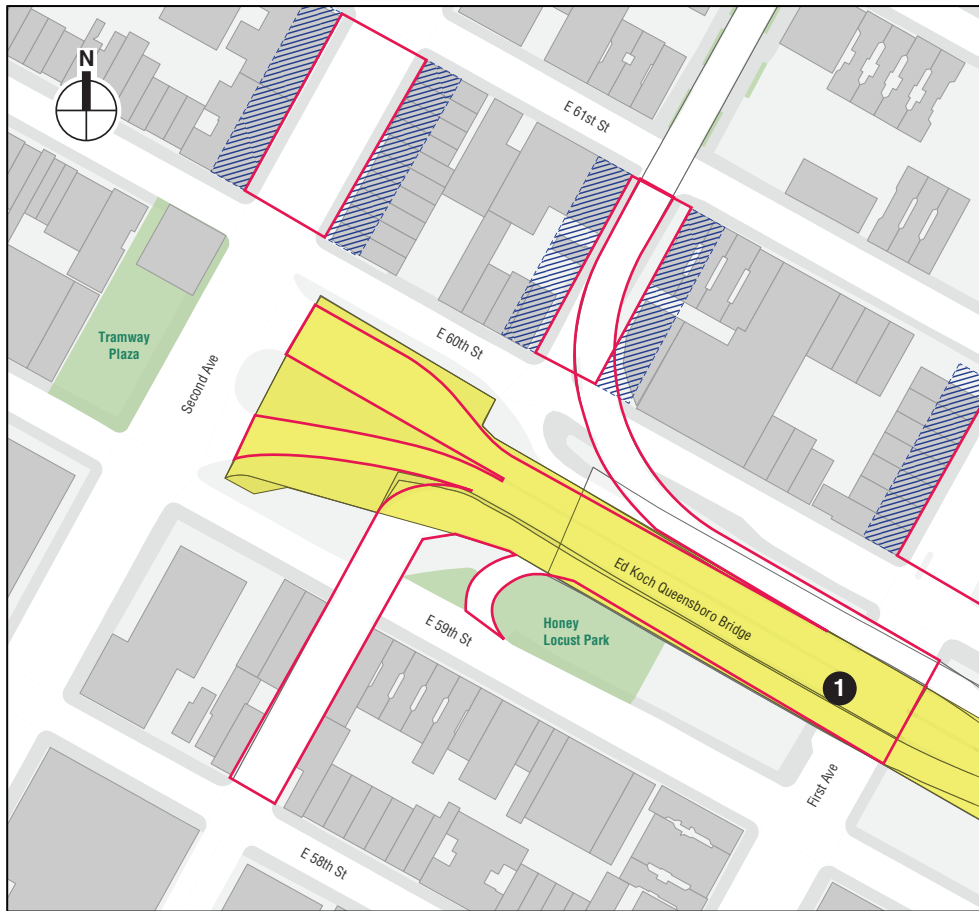 N
E 61st St
Tramway
Plaza
Second Ave
E 60th St
Ed Koch Queensboro Bridge
Honey
Locust Park
E 59th St
1
First Ave
E 58th St